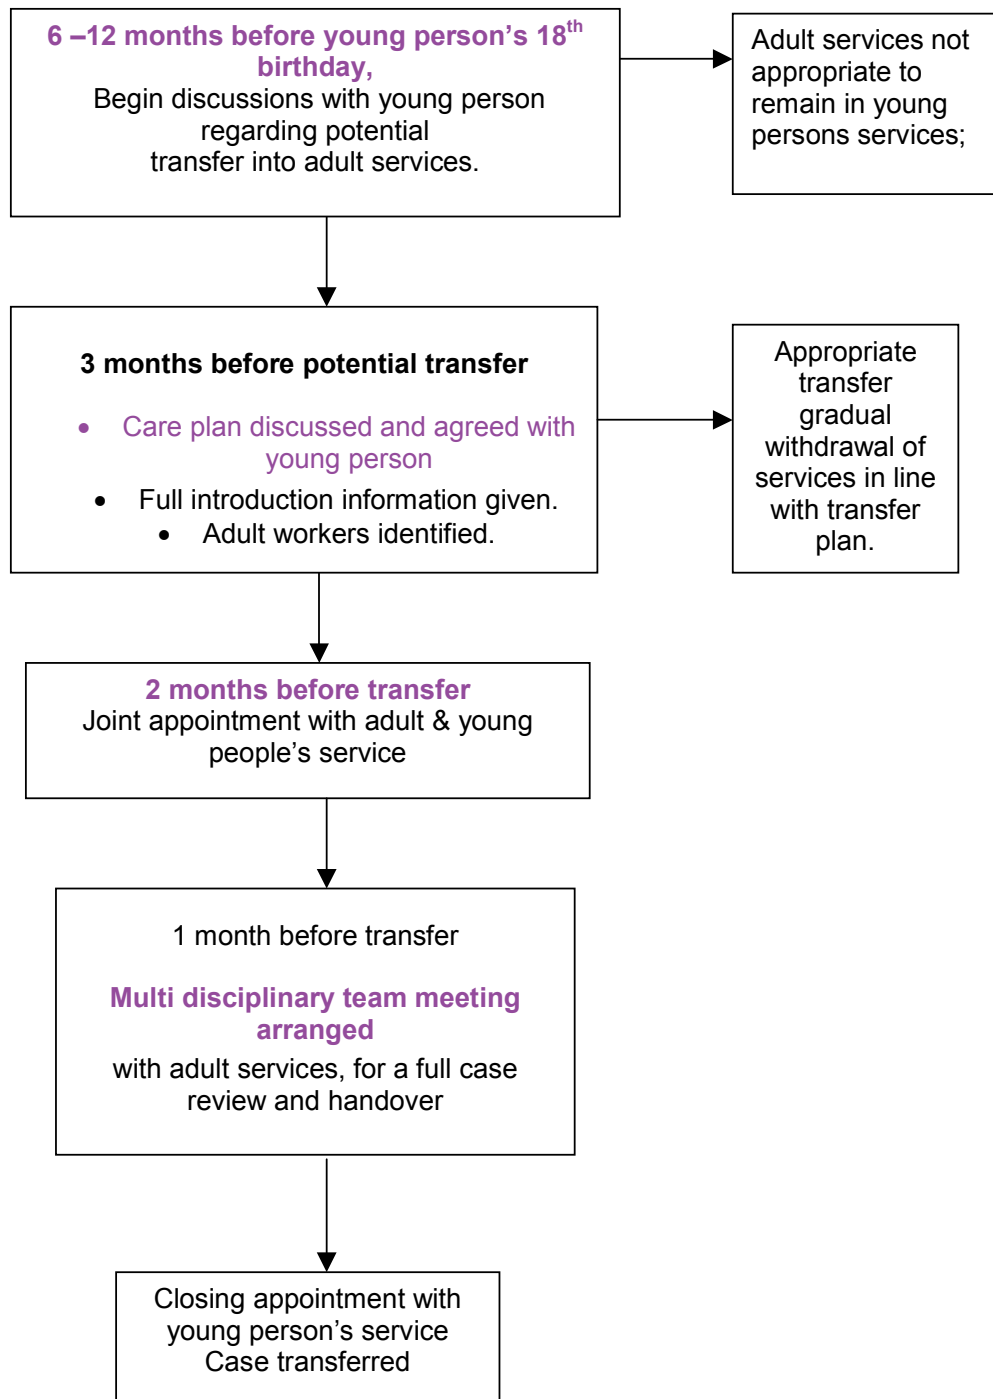 6 –12 months before young person’s 18th
birthday,
Begin discussions with young person
regarding potential
transfer into adult services.
Adult services not
appropriate to
remain in young
persons services;
3 months before potential transfer
• Care plan discussed and agreed with
young person
• Full introduction information given.
• Adult workers identified.
Appropriate
transfer
gradual
withdrawal of
services in line
with transfer
plan.
2 months before transfer
Joint appointment with adult & young
people’s service
1 month before transfer
Multi disciplinary team meeting
arranged
with adult services, for a full case
review and handover
Closing appointment with
young person’s service
Case transferred